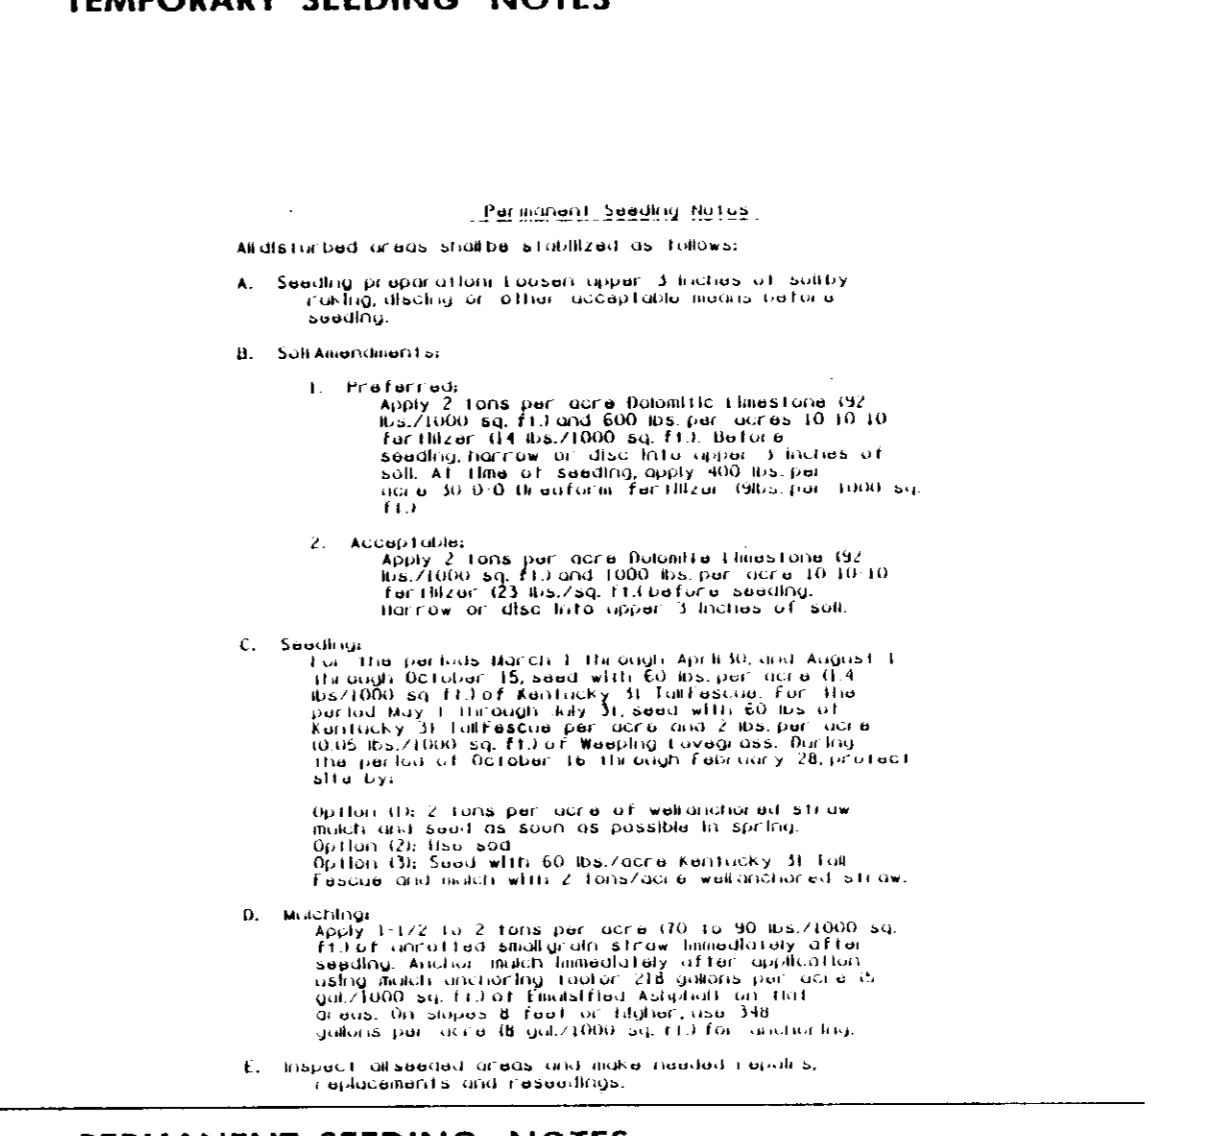 TEMPORARY SEEDING NOTES
Permanent Seeding Notes
All disturbed areas shall be stabilized as follows:
A. Seeding preparation: Loosen upper 3 inches of soil by
raking, discing or other acceptable means before
seeding.
B. Soil Amendments:
1. Preferred:
Apply 2 tons per acre Dolomitic Limestone (92
lbs./1000 sq. ft.) and 600 lbs. per acres 10 10 10
fertilizer (14 lbs./1000 sq. ft.). Before
seeding, harrow or disc into upper 3 inches of
soil. At time of seeding, apply 400 lbs. per
acre 30-0-0 Ureaform fertilizer (9lbs. per 1000 sq.
ft.)
2. Acceptable:
Apply 2 tons per acre Dolomite Limestone (92
lbs./1000 sq. ft.) and 1000 lbs. per acre 10-10-10
fertilizer (23 lbs./sq. ft.( before seeding.
Harrow or disc into upper 3 inches of soil.
C. Seeding:
For the periods March 1 through April 30, and August 1
through October 15, seed with 60 lbs. per acre (1.4
lbs/1000 sq ft.) of Kentucky 31 Tall Fescue. For the
period May 1 through July 31, seed with 60 lbs of
Kentucky 31 Tall Fescue per acre and 2 lbs. per acre
(0.05 lbs./1000 sq. ft.) of Weeping Lovegrass. During
the period of October 16 through February 28, protect
site by:
Option (1): 2 tons per acre of well anchored straw
mulch and seed as soon as possible in spring.
Option (2): Use sod
Option (3): Seed with 60 lbs./acre Kentucky 31 Tall
Fescue and mulch with 2 tons/acre well anchored straw.
D. Mulching:
Apply 1-1/2 to 2 tons per acre (70 to 90 lbs./1000 sq.
ft.) of unrotted small grain straw immediately after
seeding. Anchor mulch immediately after application
using mulch anchoring tool or 218 gallons per acre (5
gal./1000 sq. ft.) of Emulsified Ashphalt on flat
areas. On slopes 8 feet or higher, use 348
gallons per acre (8 gal./1000 sq. ft.) for anchoring.
E. Inspect all seeded areas and make needed repairs,
replacements and reseedings.
PERMANENT SEEDING NOTES